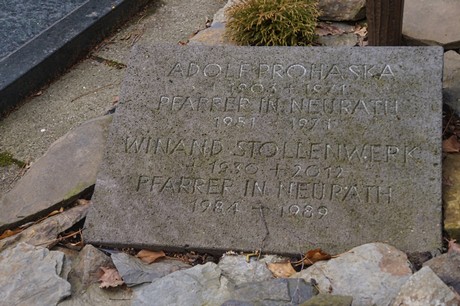 ADOLF PROHASKA
* 1903 + 1971
PFARRER IN NEURATH
1951 - 1971
WINAND STOLLENWERK
* 1930 + 2012
PFARRER IN NEURATH
1984 - 1989